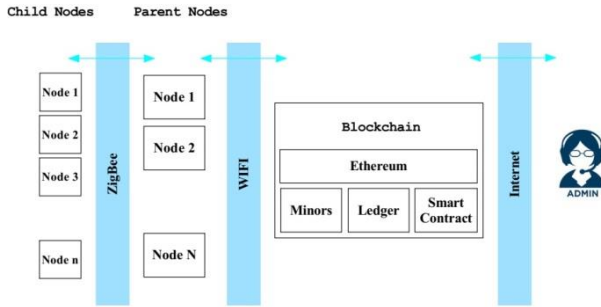 Child Nodes
Parent Nodes
Node 1
Node 2
Node 3
Node n
ZigBee
Node 1
Node 2
Node N
WIFI
Blockchain
Ethereum
Minors
Ledger
Smart
Contract
Internet
ADMIN